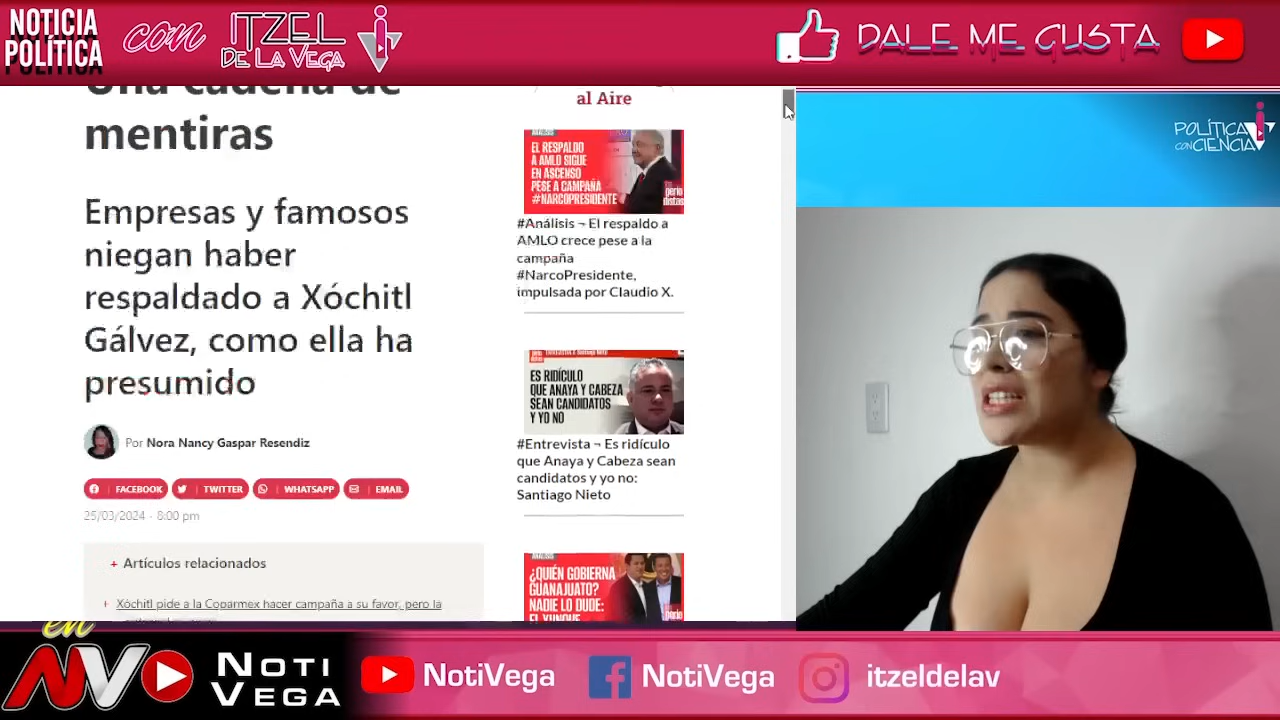 NOTICIA
POLÍTICA
con
ITZEL
DE LA VEGA
DALE ME GUSTA
Una cadena de
mentiras
Empresas y famosos
niegan haber
respaldado a Xóchitl
Gálvez, como ella ha
presumido
Por Nora Nancy Gaspar Resendiz
FACEBOOK
TWITTER
WHATSAPP
EMAIL
25/03/2024 - 8:00 pm
+ Artículos relacionados
Xóchitl pide a la Coparmex hacer campaña a su favor, pero la
al Aire
ANÁLISIS
EL RESPALDO
A AMLO SIGUE
EN ASCENSO
PESE A CAMPAÑA
#NARCOPRESIDENTE
#Análisis ¬ El respaldo a
AMLO crece pese a la
campaña
#NarcoPresidente,
impulsada por Claudio X.
ES RIDÍCULO
QUE ANAYA Y CABEZA
SEAN CANDIDATOS
Y YO NO
#Entrevista ¬ Es ridículo
que Anaya y Cabeza sean
candidatos y yo no:
Santiago Nieto
ANÁLISIS
¿QUIÉN GOBIERNA
GUANAJUATO?
NADIE LO DUDE:
EL YUNQUE
POLÍTICA
CON CIENCIA
en
NV
NOTI
VEGA
NotiVega
NotiVega
itzeldelav